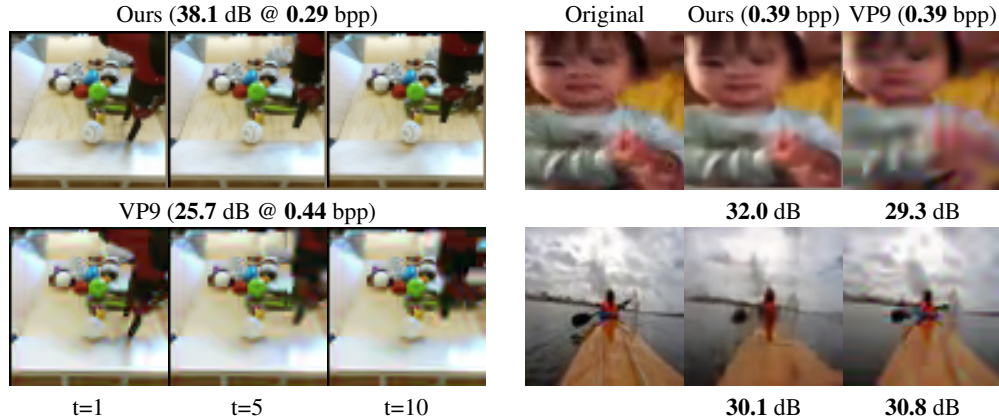 Ours (38.1 dB @ 0.29 bpp)
VP9 (25.7 dB @ 0.44 bpp)
t=1 t=5 t=10
Original Ours (0.39 bpp) VP9 (0.39 bpp)
32.0 dB 29.3 dB
30.1 dB 30.8 dB